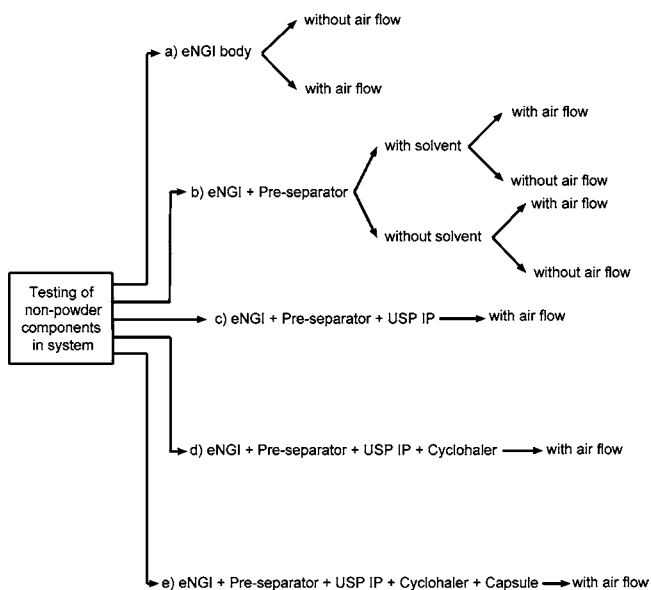 without air flow
a) eNGI body
with air flow
with air flow
with solvent
without air flow
b) eNGI + Pre-separator
with air flow
without solvent
without air flow
Testing of
non-powder
components
in system
c) eNGI + Pre-separator + USP IP
with air flow
d) eNGI + Pre-separator + USP IP + Cyclohaler
with air flow
e) eNGI + Pre-separator + USP IP + Cyclohaler + Capsule
with air flow